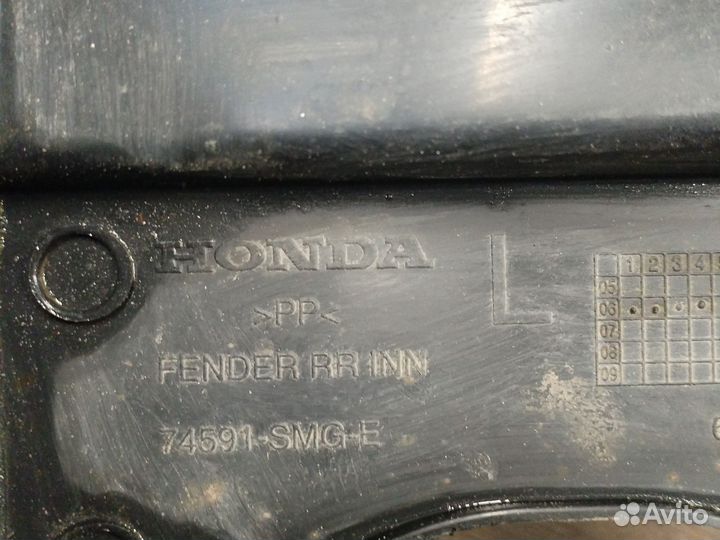 HONDA
L
>PP<
FENDER RR INN
74591-SMG-E
1 2 3 4
05
06
07
08
09
Avito